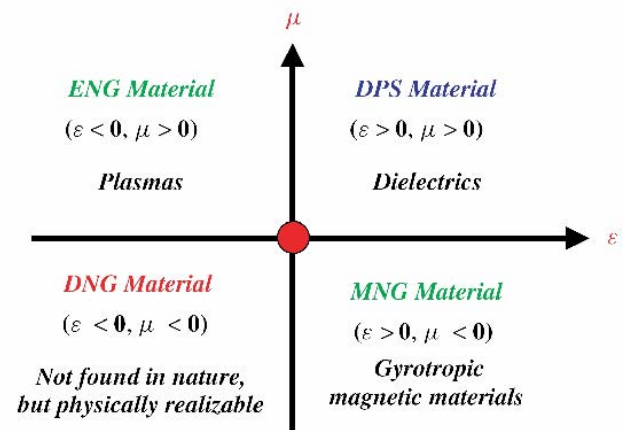 μ
ENG Material
(ε < 0, μ > 0)
Plasmas
DPS Material
(ε > 0, μ > 0)
Dielectrics
ε
DNG Material
(ε < 0, μ < 0)
Not found in nature,
but physically realizable
MNG Material
(ε > 0, μ < 0)
Gyrotropic
magnetic materials